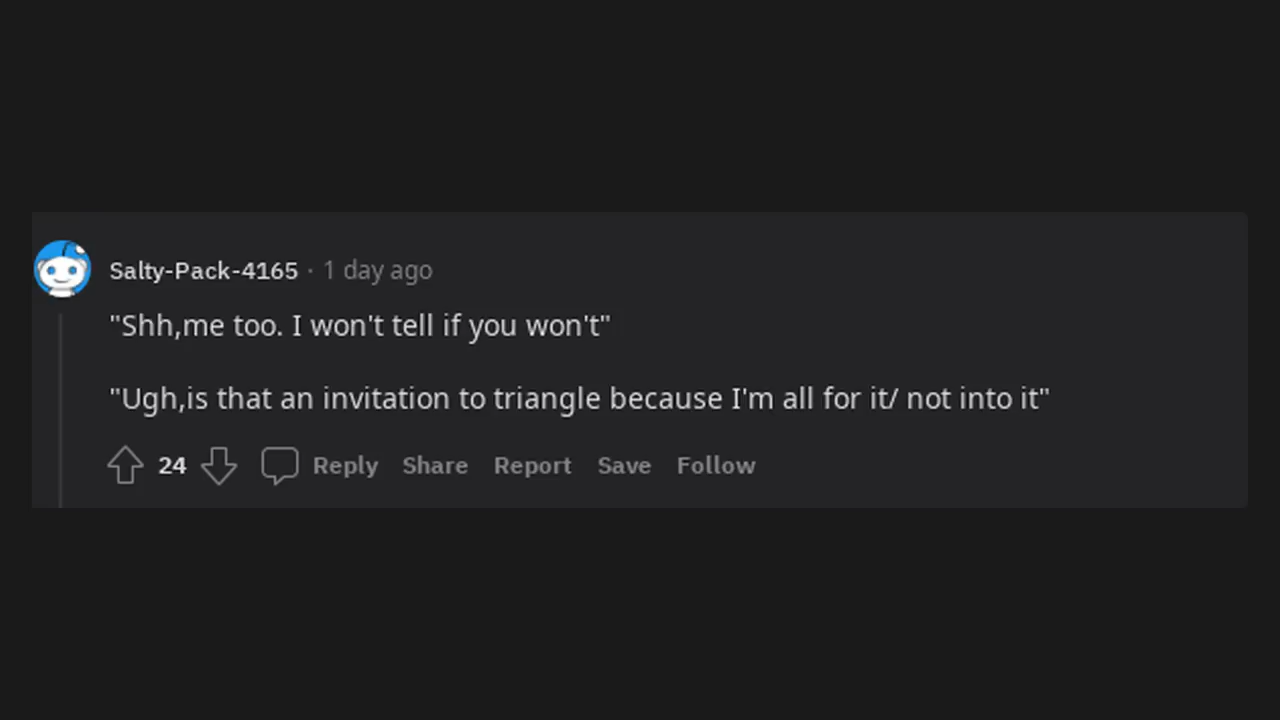 Salty-Pack-4165 · 1 day ago
"Shh,me too. I won't tell if you won't"
"Ugh,is that an invitation to triangle because I'm all for it/ not into it"
24 Reply Share Report Save Follow